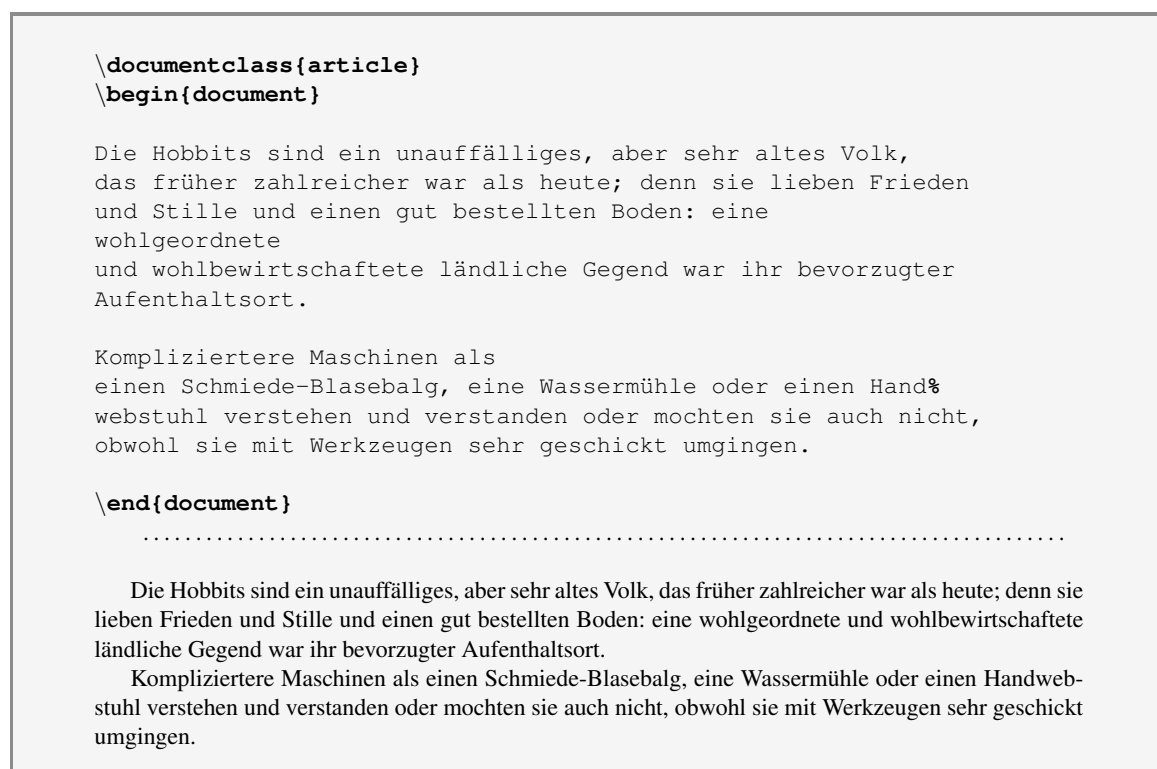 \documentclass{article}
\begin{document}
Die Hobbits sind ein unauffälliges, aber sehr altes Volk,
das früher zahlreicher war als heute; denn sie lieben Frieden
und Stille und einen gut bestellten Boden: eine
wohlgeordnete
und wohlbewirtschaftete ländliche Gegend war ihr bevorzugter
Aufenthaltsort.
Kompliziertere Maschinen als
einen Schmiede-Blasebalg, eine Wassermühle oder einen Hand%
webstuhl verstehen und verstanden oder mochten sie auch nicht,
obwohl sie mit Werkzeugen sehr geschickt umgingen.
\end{document}
Die Hobbits sind ein unauffälliges, aber sehr altes Volk, das früher zahlreicher war als heute; denn sie
lieben Frieden und Stille und einen gut bestellten Boden: eine wohlgeordnete und wohlbewirtschaftete
ländliche Gegend war ihr bevorzugter Aufenthaltsort.
Kompliziertere Maschinen als einen Schmiede-Blasebalg, eine Wassermühle oder einen Handweb-
stuhl verstehen und verstanden oder mochten sie auch nicht, obwohl sie mit Werkzeugen sehr geschickt
umgingen.